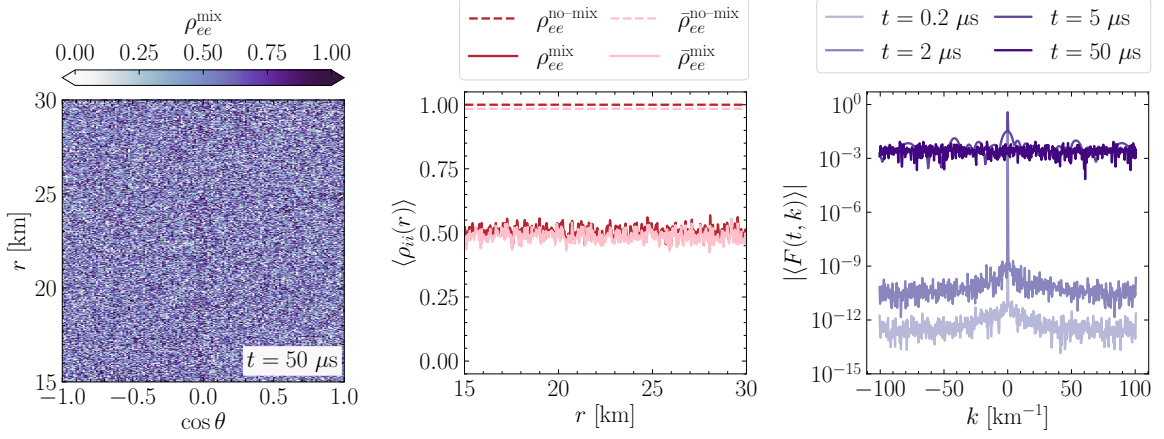 ρ_ee^mix
0.00 0.25 0.50 0.75 1.00
30
25
20
15
r [km]
t = 50 μs
−1.0 −0.5 0.0 0.5 1.0
cos θ
ρ_ee^no−mix ρ̄_ee^no−mix
ρ_ee^mix ρ̄_ee^mix
1.00
0.75
0.50
0.25
0.00
⟨ρ_ii(r)⟩
15 20 25 30
r [km]
t = 0.2 μs t = 5 μs
t = 2 μs t = 50 μs
10^0
10^−3
10^−6
10^−9
10^−12
10^−15
|⟨F(t, k)⟩|
−100 −50 0 50 100
k [km^−1]